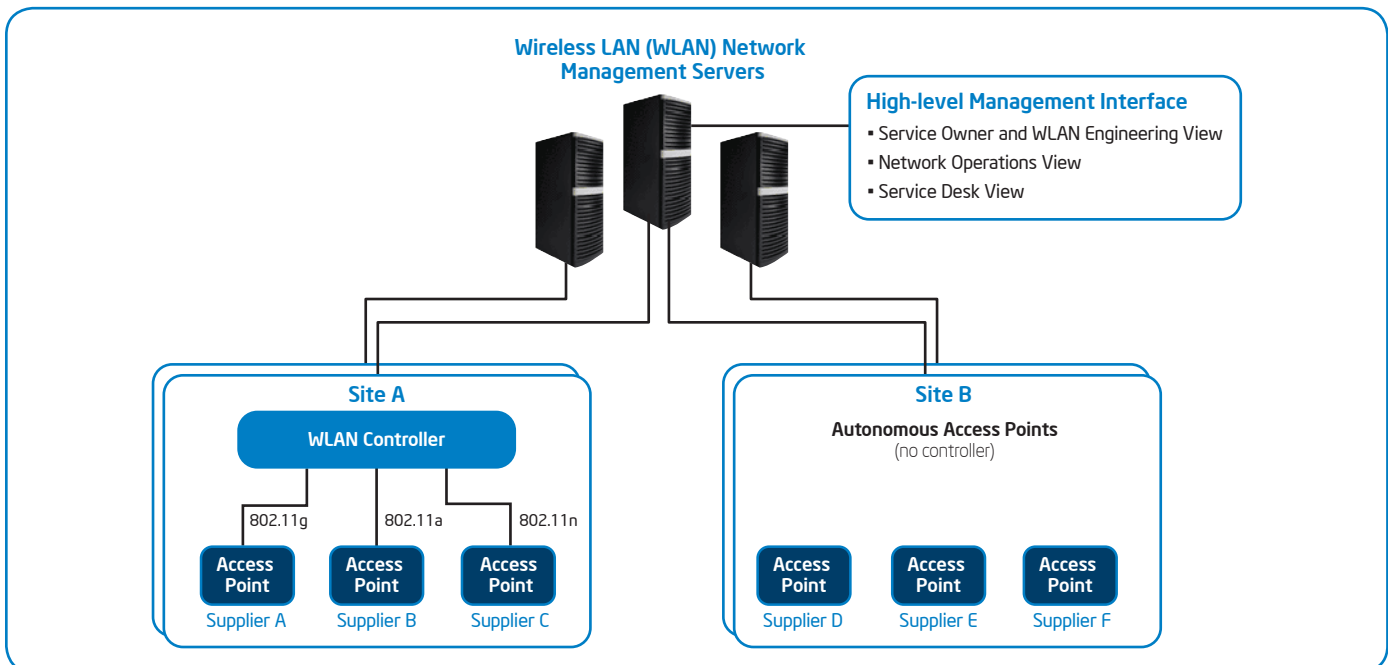 Wireless LAN (WLAN) Network
Management Servers
High-level Management Interface
▪ Service Owner and WLAN Engineering View
▪ Network Operations View
▪ Service Desk View
Site A
WLAN Controller
802.11g
802.11a
802.11n
Access
Point
Supplier A
Access
Point
Supplier B
Access
Point
Supplier C
Site B
Autonomous Access Points
(no controller)
Access
Point
Supplier D
Access
Point
Supplier E
Access
Point
Supplier F